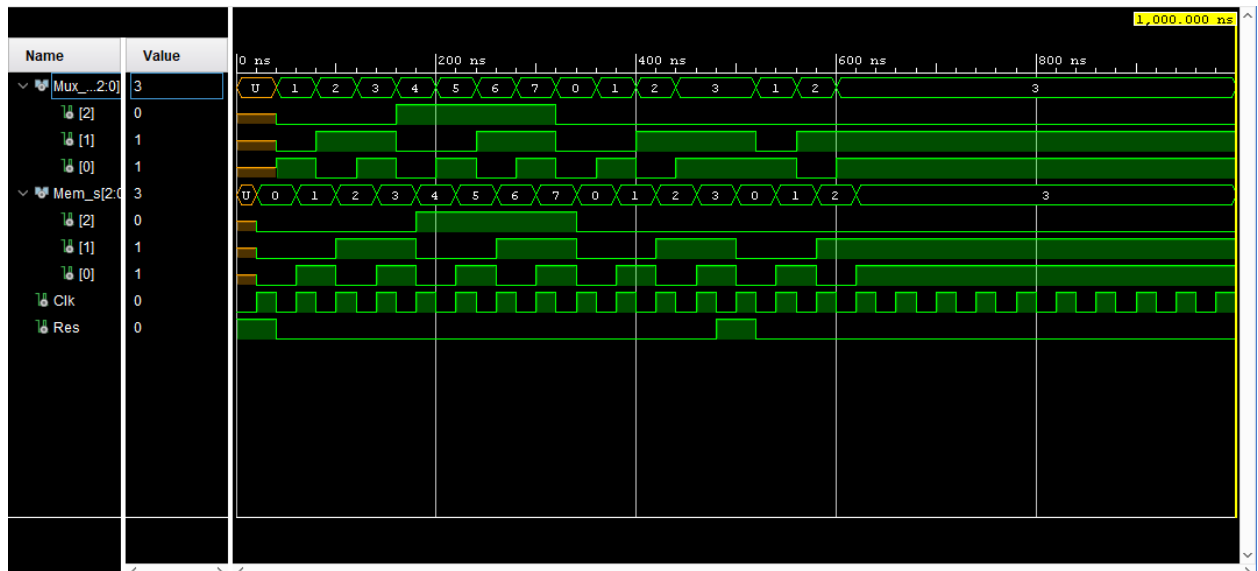 1,000.000 ns
Name Value
0 ns 200 ns 400 ns 600 ns 800 ns
Mux_...2:0] 3 U 1 2 3 4 5 6 7 0 1 2 3 1 2 3
[2] 0
[1] 1
[0] 1
Mem_s[2:0 3 U 0 1 2 3 4 5 6 7 0 1 2 3 0 1 2 3
[2] 0
[1] 1
[0] 1
Clk 0
Res 0